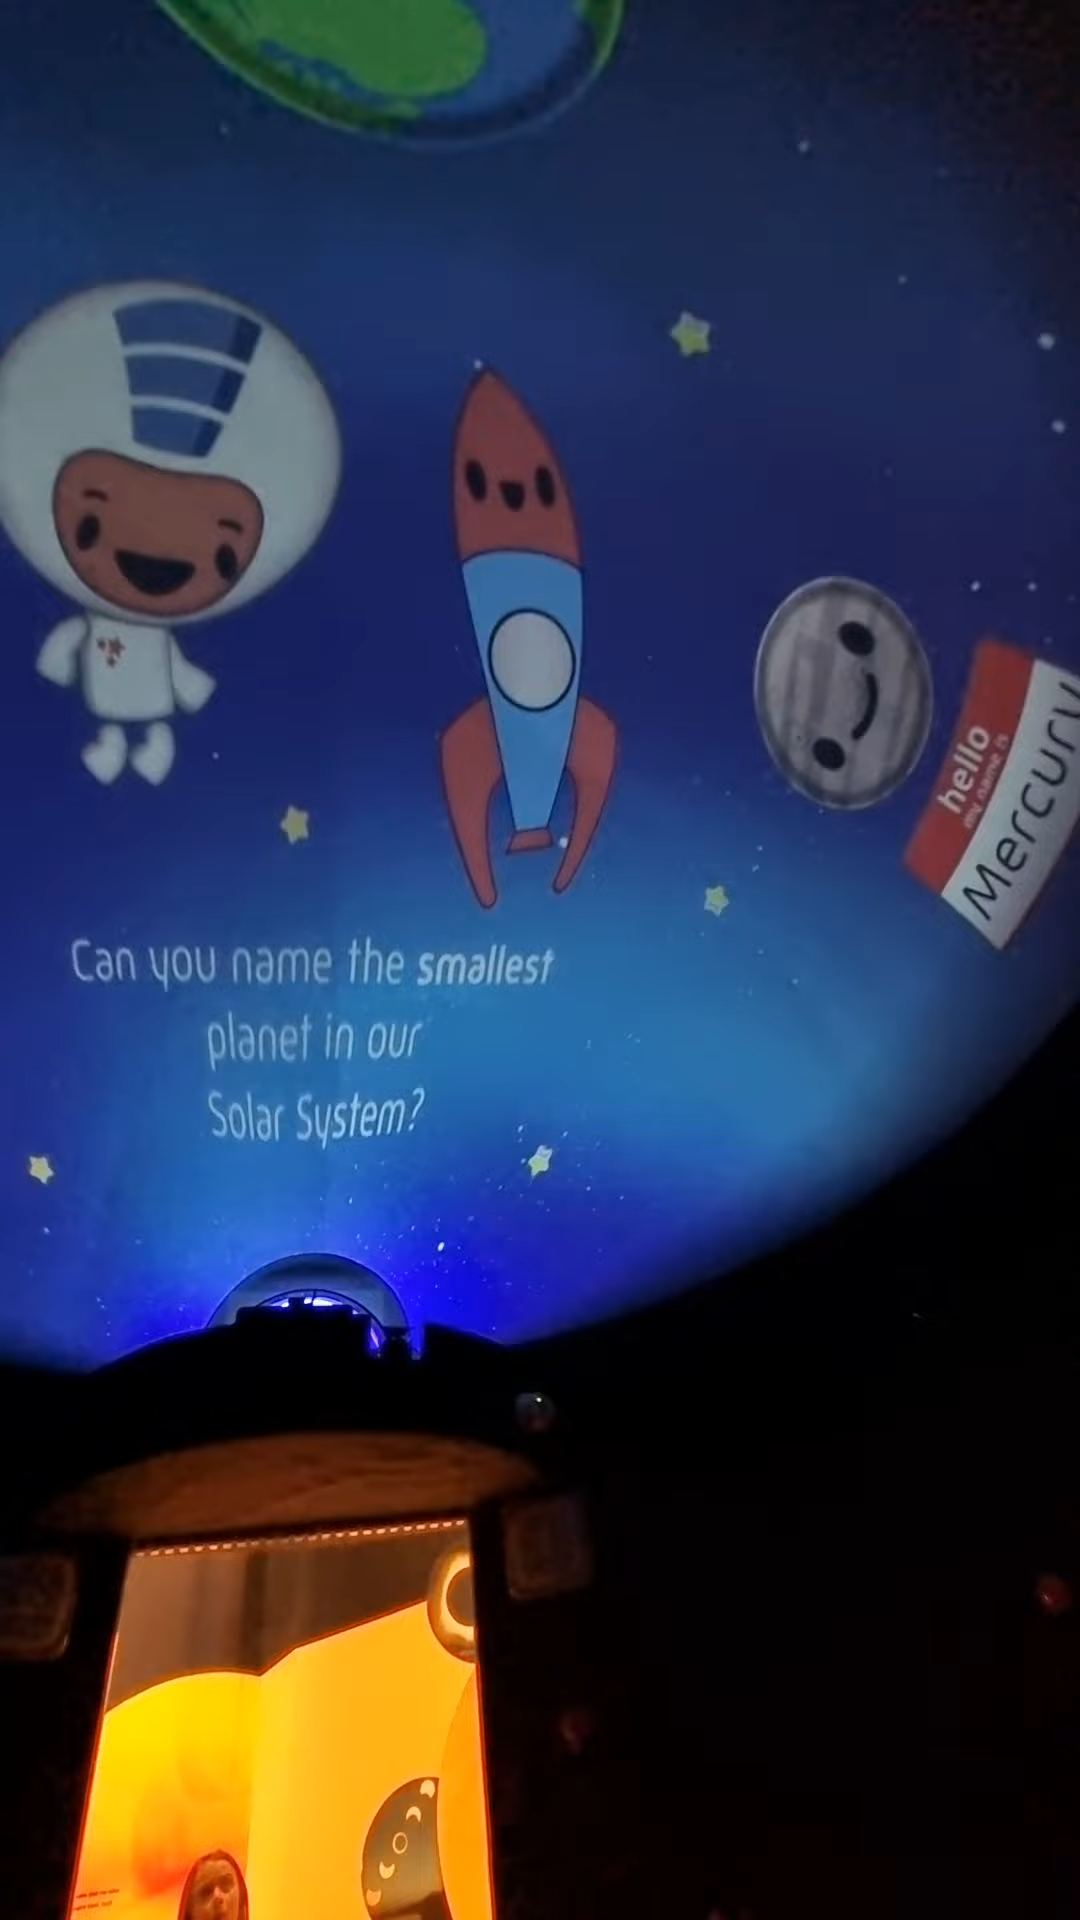 hello
my name is
Mercury
Can you name the smallest
planet in our
Solar System?